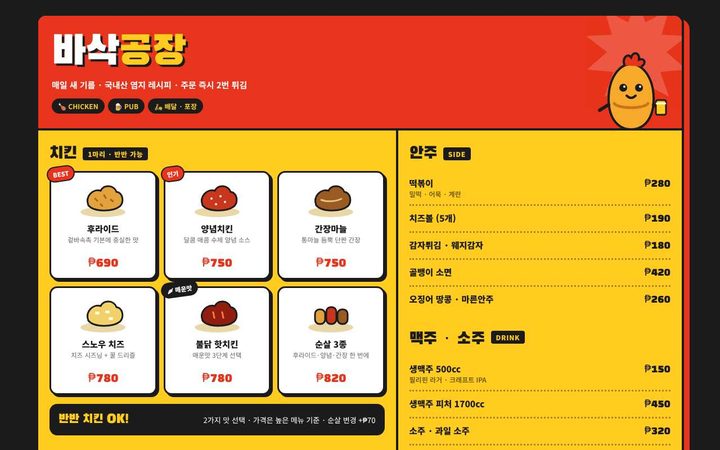 바삭공장
매일 새 기름 · 국내산 염지 레시피 · 주문 즉시 2번 튀김
CHICKEN
PUB
배달 · 포장
치킨
1마리 · 반반 가능
BEST
후라이드
겉바속촉 기본에 충실한 맛
₱690
인기
양념치킨
달콤 매콤 수제 양념 소스
₱750
간장마늘
통마늘 듬뿍 단짠 간장
₱750
스노우 치즈
치즈 시즈닝 + 꿀 드리즐
₱780
매운맛
불닭 핫치킨
매운맛 3단계 선택
₱780
순살 3종
후라이드·양념·간장 한 번에
₱820
반반 치킨 OK!
2가지 맛 선택 · 가격은 높은 메뉴 기준 · 순살 변경 +₱70
안주
SIDE
떡볶이
₱280
밀떡 · 어묵 · 계란
치즈볼 (5개)
₱190
감자튀김 · 웨지감자
₱180
골뱅이 소면
₱420
오징어 땅콩 · 마른안주
₱260
맥주 · 소주
DRINK
생맥주 500cc
₱150
필리핀 라거 · 크래프트 IPA
생맥주 피처 1700cc
₱450
소주 · 과일 소주
₱320